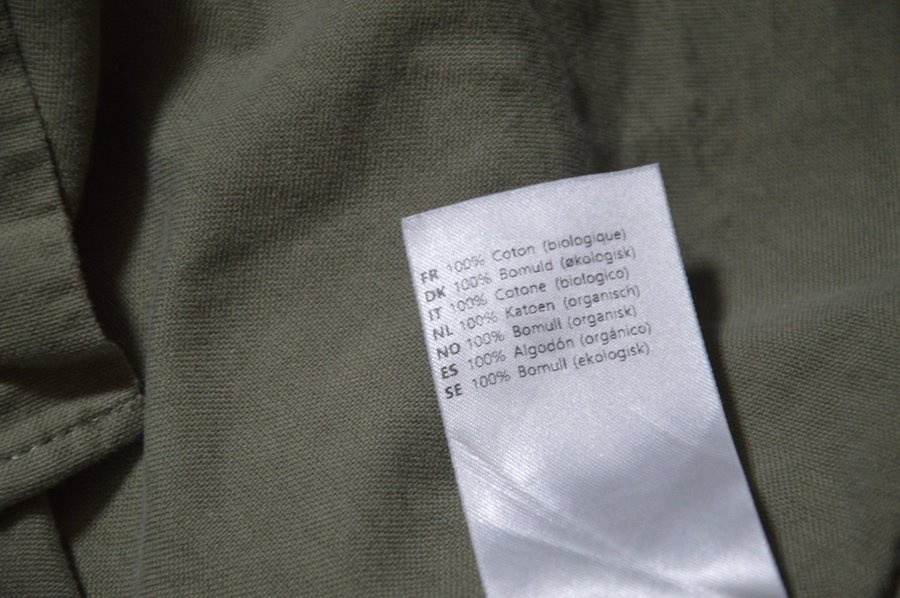 FR 100% Coton (biologique)
DK 100% Bomuld (økologisk)
IT 100% Cotone (biologico)
NL 100% Katoen (organisch)
NO 100% Bomull (organisk)
ES 100% Algodón (orgánico)
SE 100% Bomull (ekologisk)